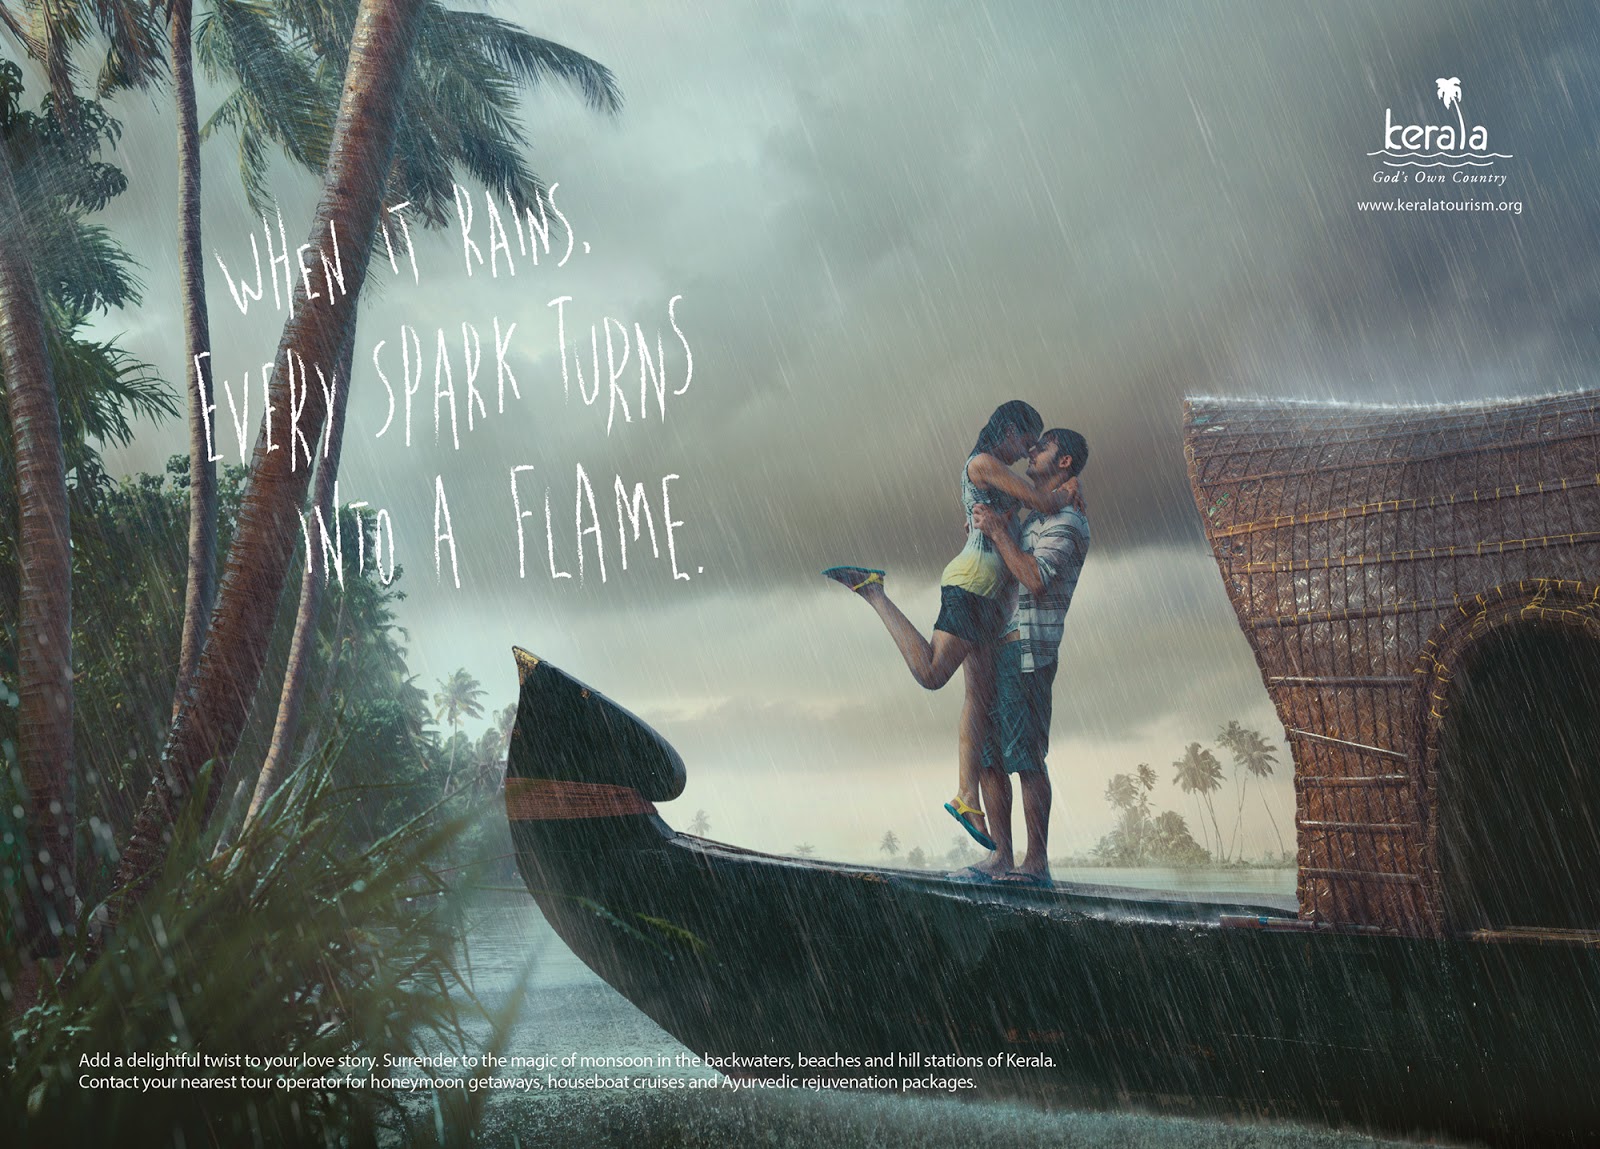 WHEN IT RAINS,
EVERY SPARK TURNS
INTO A FLAME.
kerala
God's Own Country
www.keralatourism.org
Add a delightful twist to your love story. Surrender to the magic of monsoon in the backwaters, beaches and hill stations of Kerala.
Contact your nearest tour operator for honeymoon getaways, houseboat cruises and Ayurvedic rejuvenation packages.